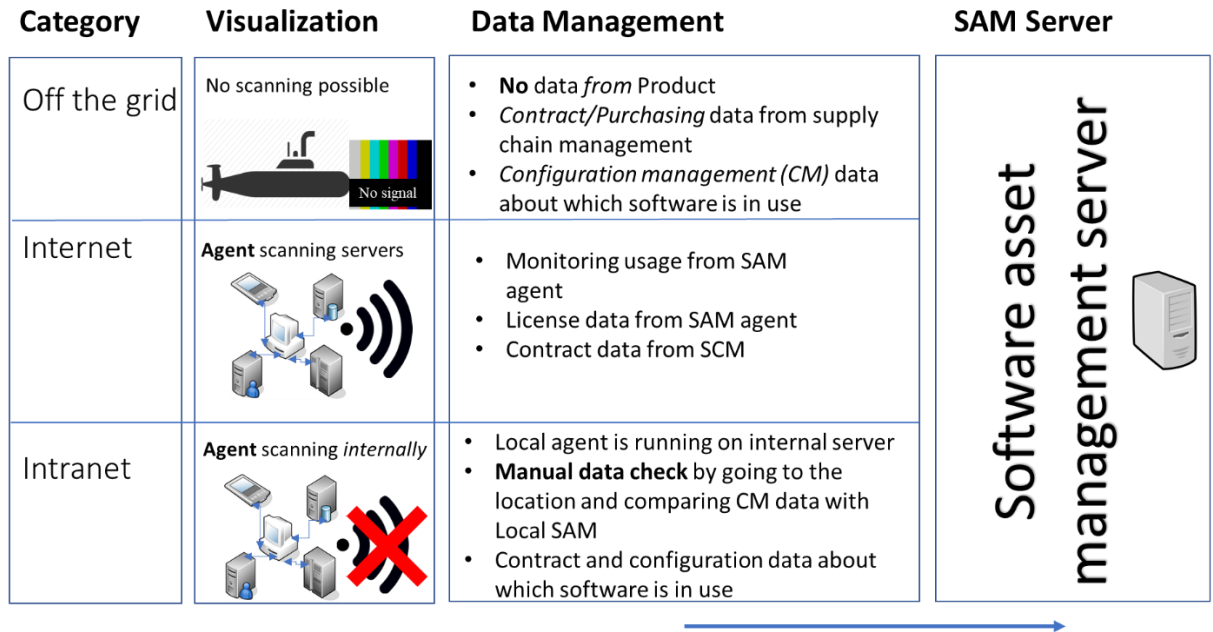 Category Visualization Data Management SAM Server
Off the grid
No scanning possible
No signal
• No data from Product
• Contract/Purchasing data from supply
chain management
• Configuration management (CM) data
about which software is in use
Internet
Agent scanning servers
• Monitoring usage from SAM
agent
• License data from SAM agent
• Contract data from SCM
Intranet
Agent scanning internally
• Local agent is running on internal server
• Manual data check by going to the
location and comparing CM data with
Local SAM
• Contract and configuration data about
which software is in use
Software asset
management server